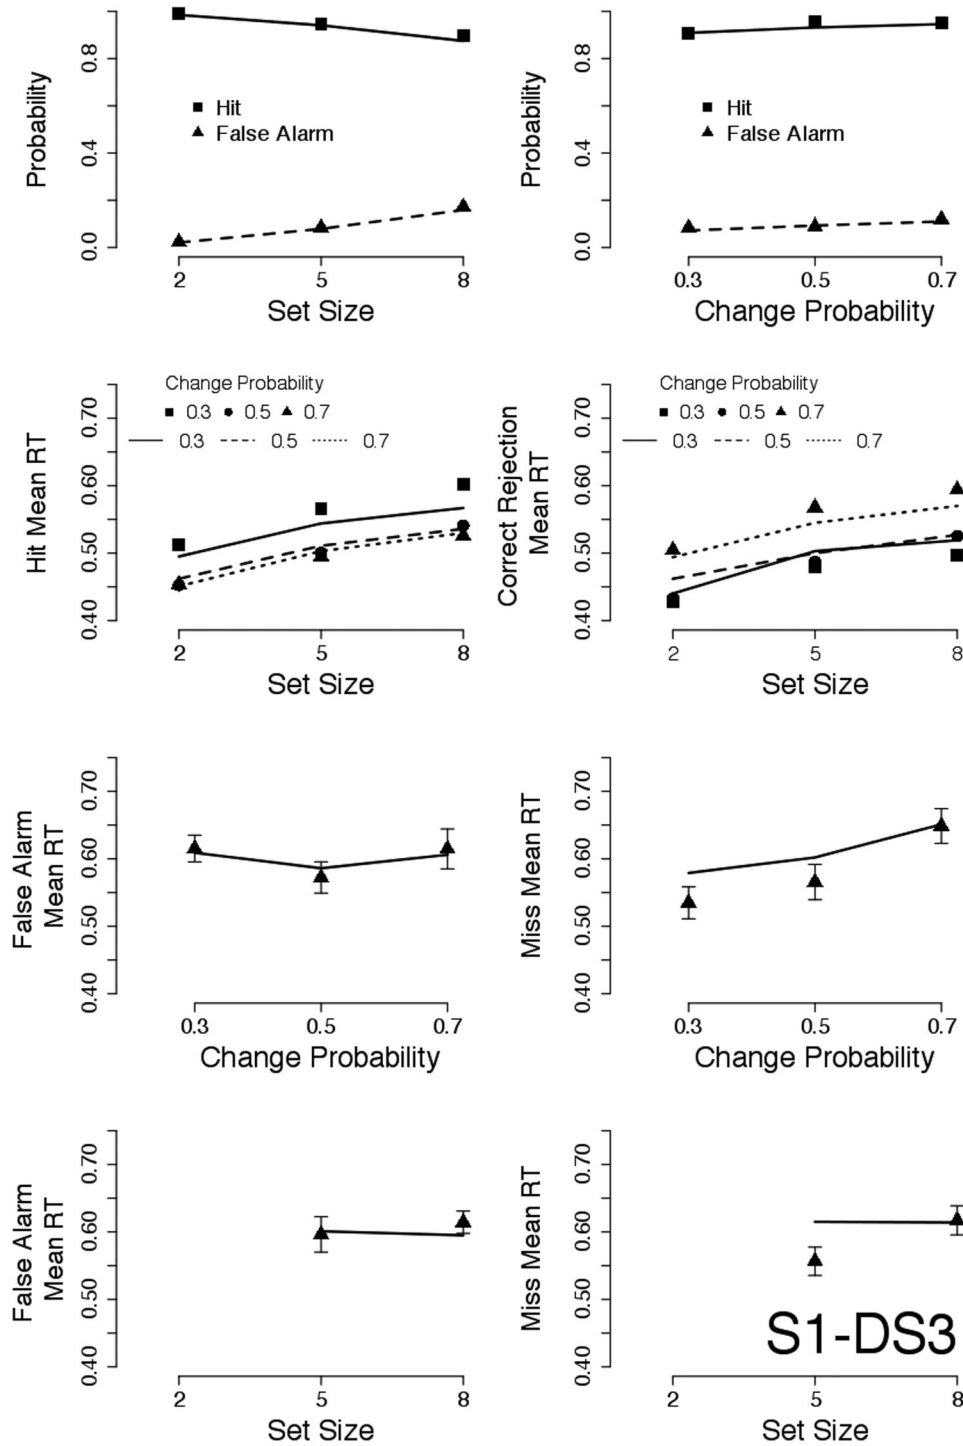 Probability
0.0 0.4 0.8
Hit
False Alarm
2 5 8
Set Size
Probability
0.0 0.4 0.8
Hit
False Alarm
0.3 0.5 0.7
Change Probability
Hit Mean RT
0.40 0.50 0.60 0.70
Change Probability
0.3 0.5 0.7
0.3 0.5 0.7
2 5 8
Set Size
Correct Rejection
Mean RT
0.40 0.50 0.60 0.70
Change Probability
0.3 0.5 0.7
0.3 0.5 0.7
2 5 8
Set Size
False Alarm
Mean RT
0.40 0.50 0.60 0.70
0.3 0.5 0.7
Change Probability
Miss Mean RT
0.40 0.50 0.60 0.70
0.3 0.5 0.7
Change Probability
False Alarm
Mean RT
0.40 0.50 0.60 0.70
2 5 8
Set Size
Miss Mean RT
0.40 0.50 0.60 0.70
S1-DS3
2 5 8
Set Size